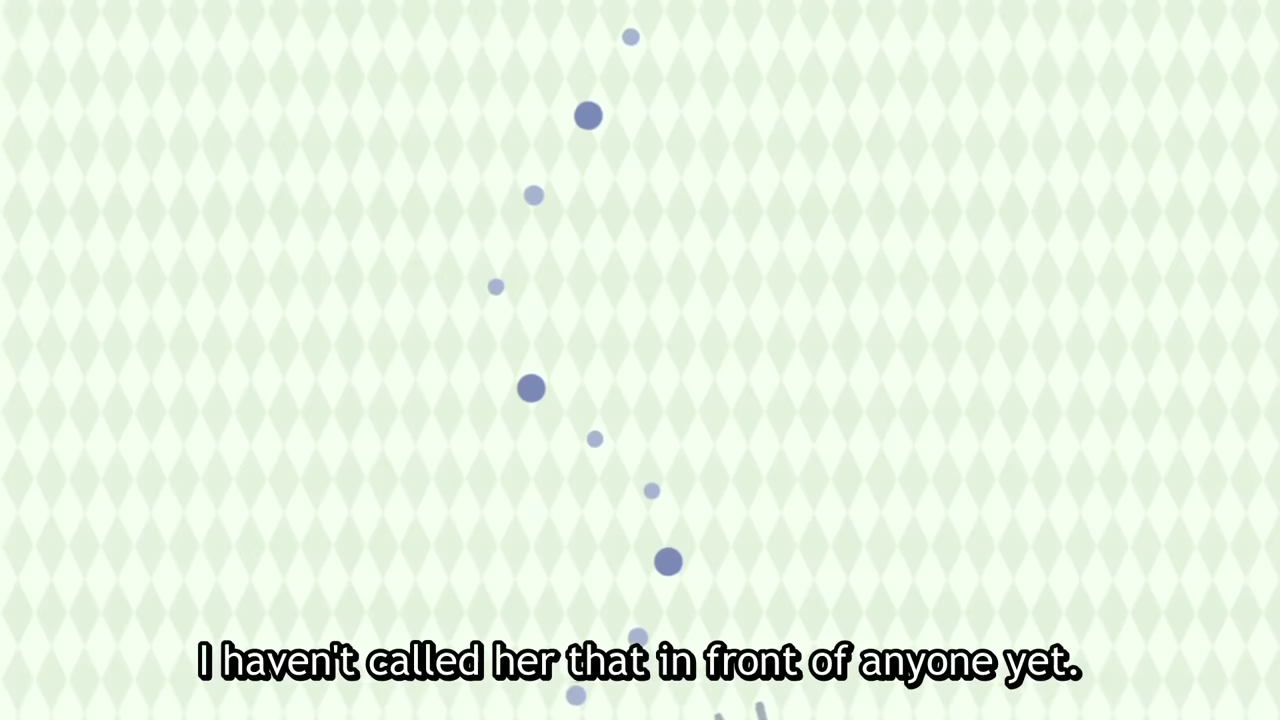 I haven't called her that in front of anyone yet.